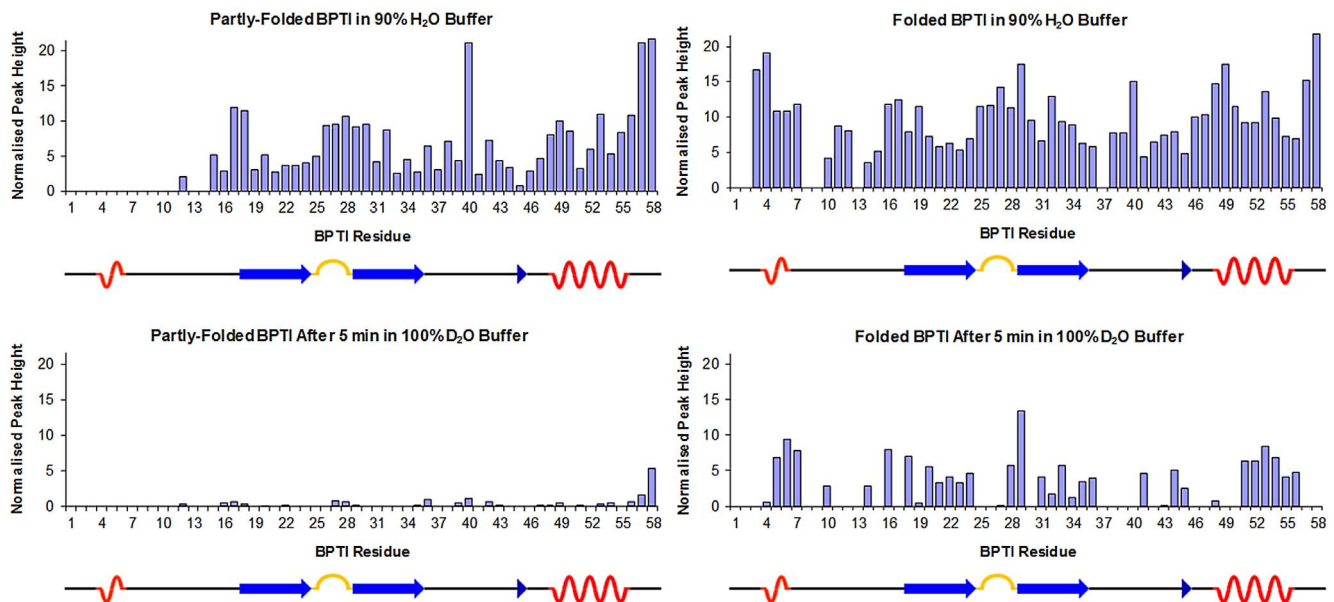 Partly-Folded BPTI in 90% H₂O Buffer
Normalised Peak Height
20
15
10
5
0
1 4 7 10 13 16 19 22 25 28 31 34 37 40 43 46 49 52 55 58
BPTI Residue
Folded BPTI in 90% H₂O Buffer
Normalised Peak Height
20
15
10
5
0
1 4 7 10 13 16 19 22 25 28 31 34 37 40 43 46 49 52 55 58
BPTI Residue
Partly-Folded BPTI After 5 min in 100% D₂O Buffer
Normalised Peak Height
20
15
10
5
0
1 4 7 10 13 16 19 22 25 28 31 34 37 40 43 46 49 52 55 58
BPTI Residue
Folded BPTI After 5 min in 100% D₂O Buffer
Normalised Peak Height
20
15
10
5
0
1 4 7 10 13 16 19 22 25 28 31 34 37 40 43 46 49 52 55 58
BPTI Residue